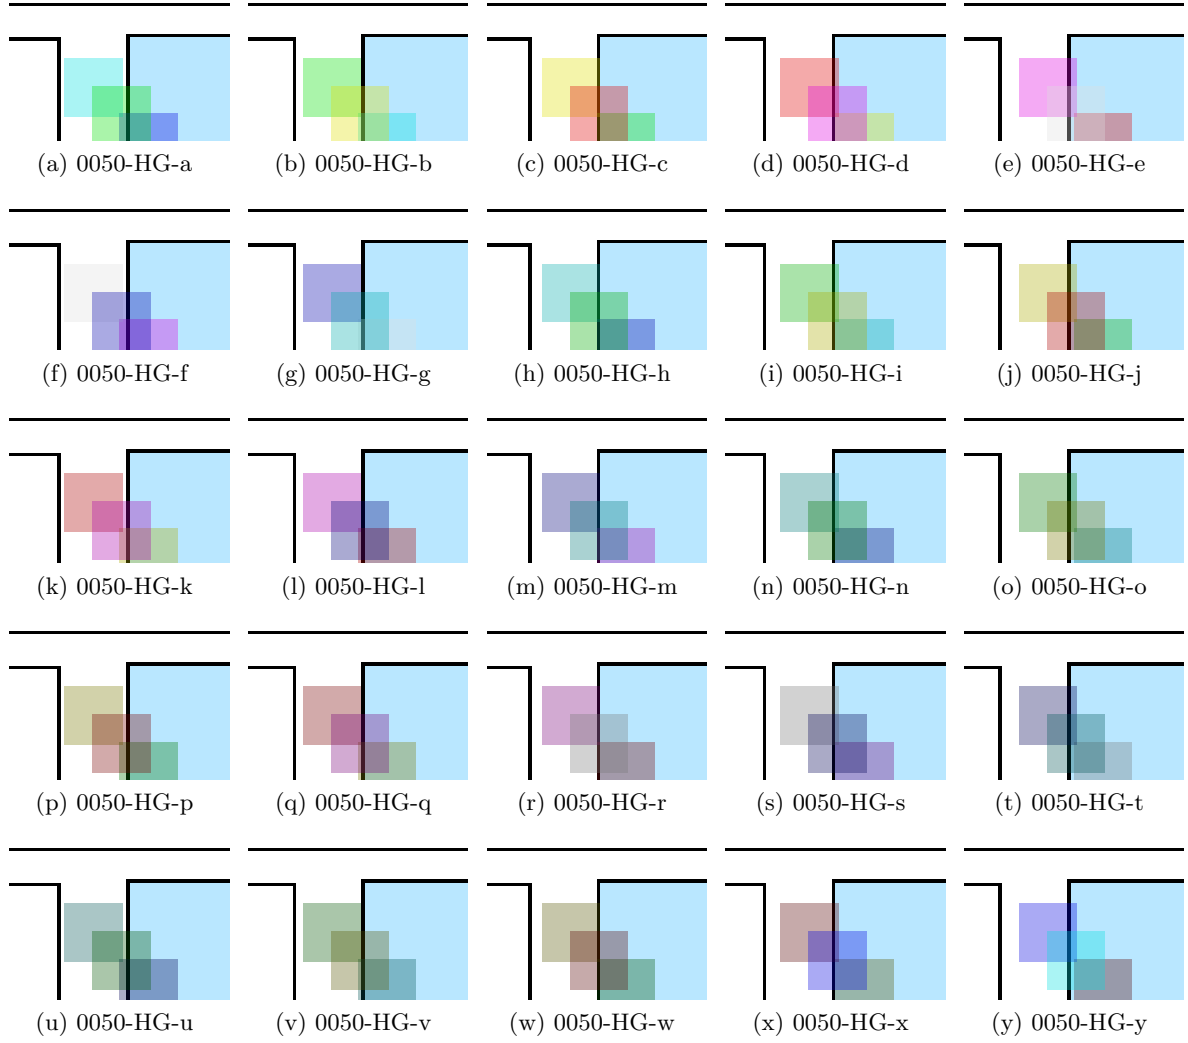 (a) 0050-HG-a (b) 0050-HG-b (c) 0050-HG-c (d) 0050-HG-d (e) 0050-HG-e
(f) 0050-HG-f (g) 0050-HG-g (h) 0050-HG-h (i) 0050-HG-i (j) 0050-HG-j
(k) 0050-HG-k (l) 0050-HG-l (m) 0050-HG-m (n) 0050-HG-n (o) 0050-HG-o
(p) 0050-HG-p (q) 0050-HG-q (r) 0050-HG-r (s) 0050-HG-s (t) 0050-HG-t
(u) 0050-HG-u (v) 0050-HG-v (w) 0050-HG-w (x) 0050-HG-x (y) 0050-HG-y